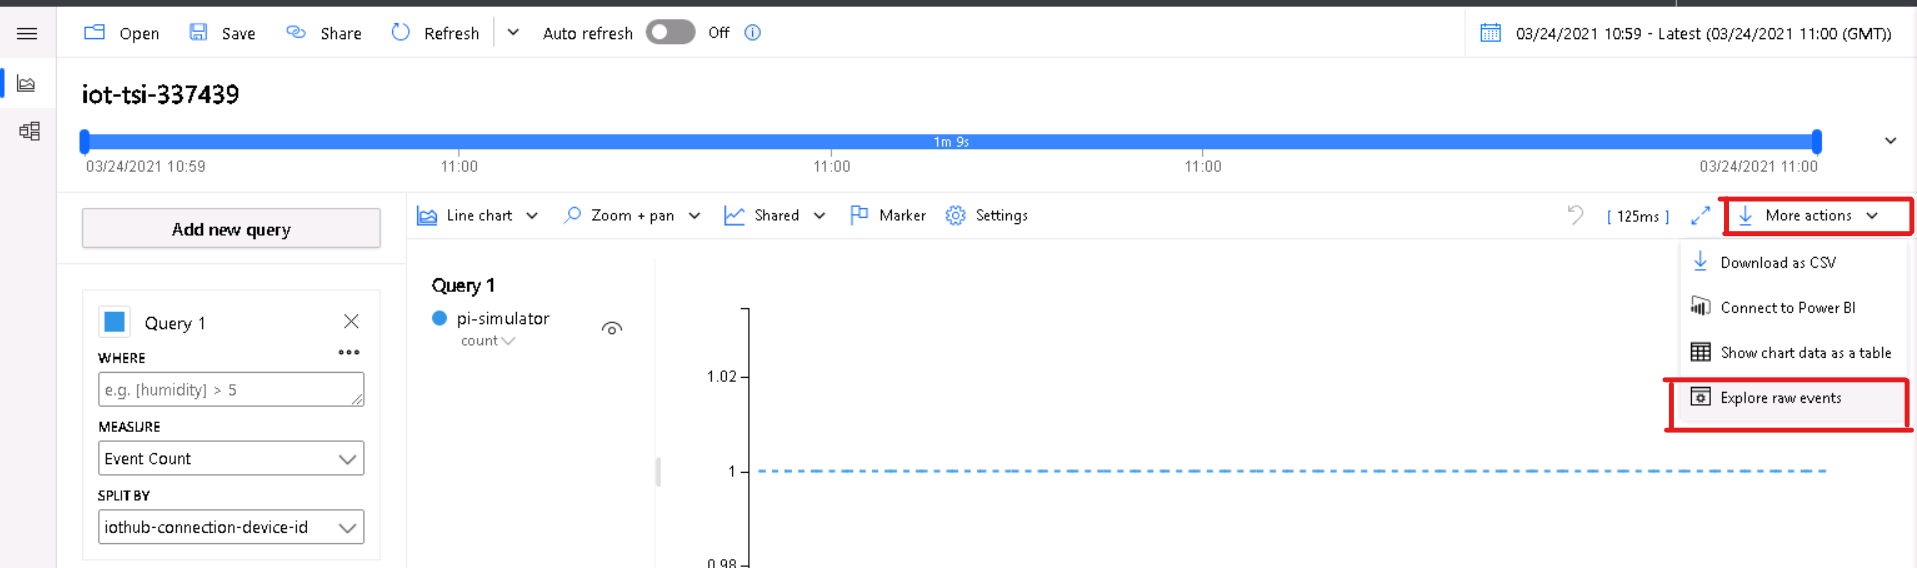 Open Save Share Refresh Auto refresh Off 03/24/2021 10:59 - Latest (03/24/2021 11:00 (GMT))
iot-tsi-337439
1m 9s
03/24/2021 10:59 11:00 11:00 11:00 03/24/2021 11:00
Add new query
Line chart Zoom + pan Shared Marker Settings [ 125ms ] More actions
Download as CSV
Connect to Power BI
Show chart data as a table
Explore raw events
Query 1
WHERE
e.g. [humidity] > 5
MEASURE
Event Count
SPLIT BY
iothub-connection-device-id
Query 1
pi-simulator
count
1.02
1
0.98